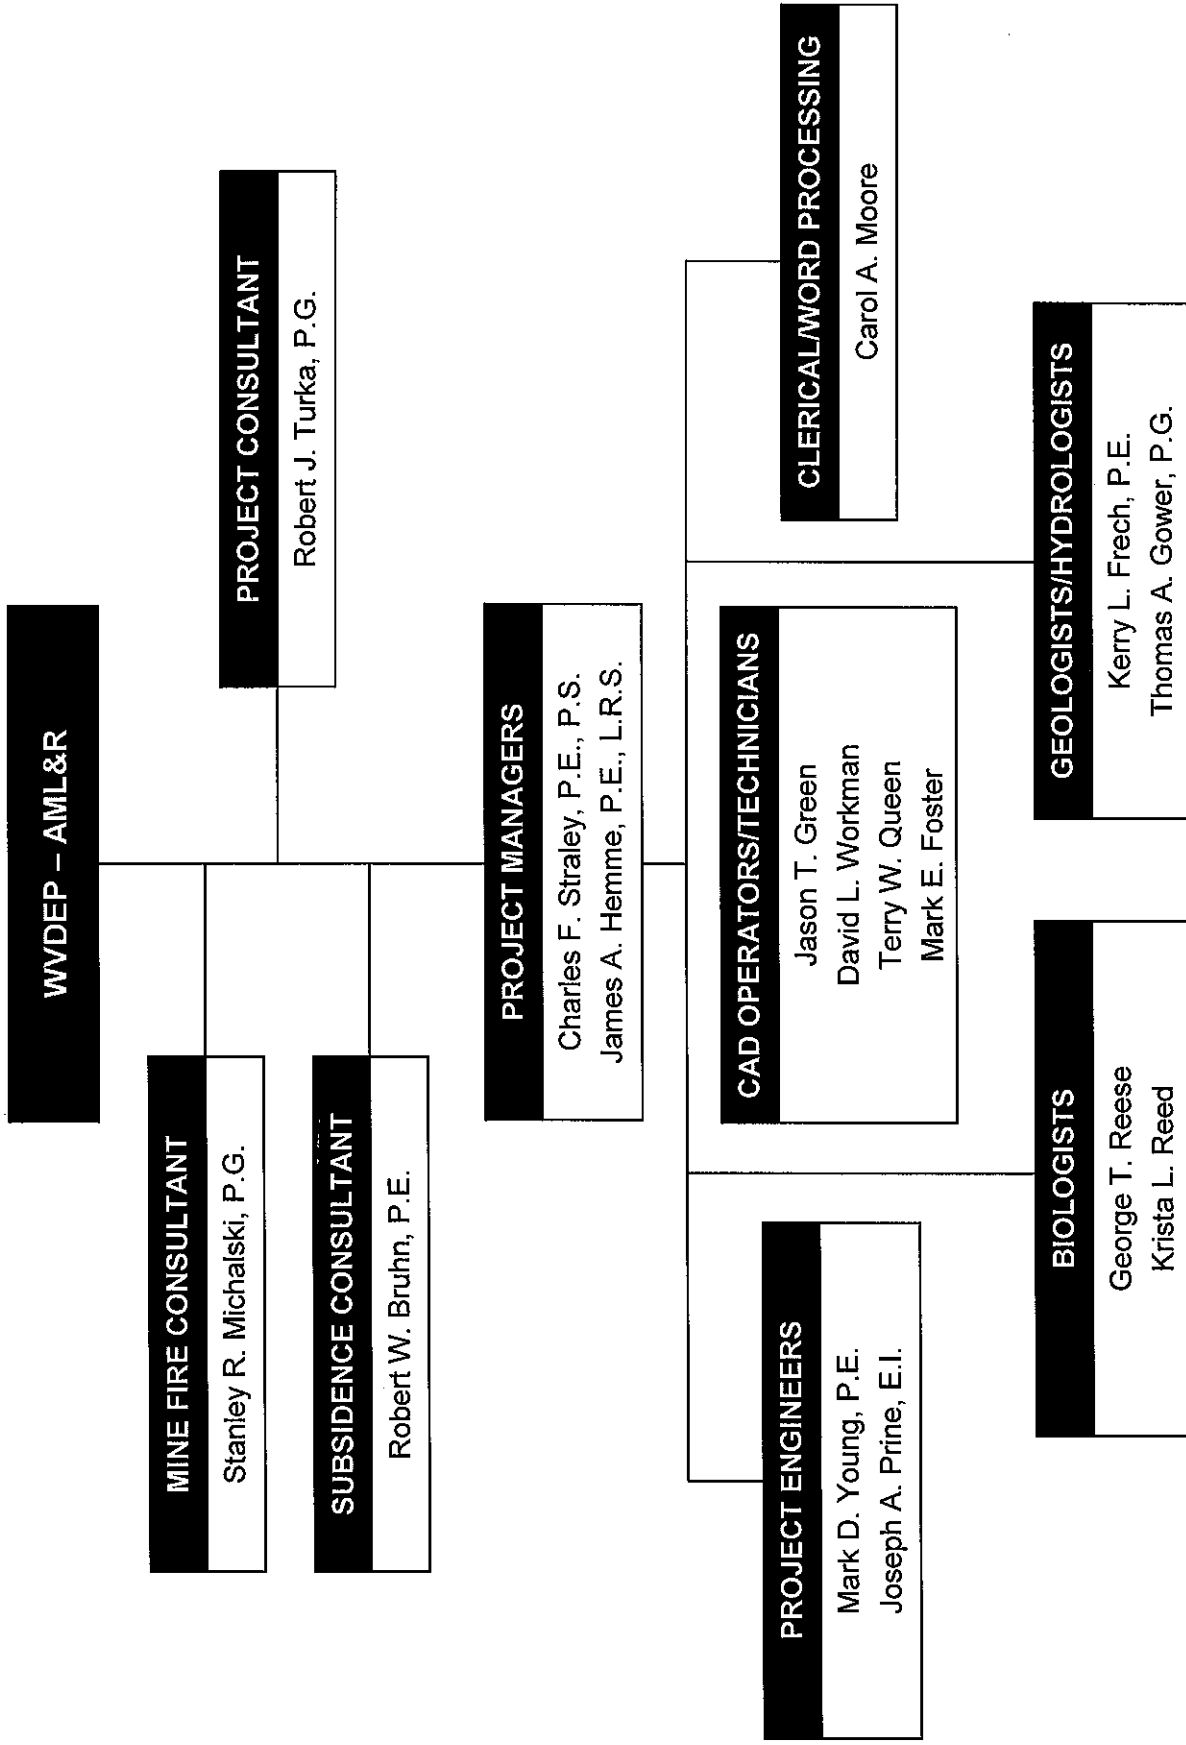 WVDEP – AML&R
MINE FIRE CONSULTANT
Stanley R. Michalski, P.G.
PROJECT CONSULTANT
Robert J. Turka, P.G.
SUBSIDENCE CONSULTANT
Robert W. Bruhn, P.E.
PROJECT MANAGERS
Charles F. Straley, P.E., P.S.
James A. Hemme, P.E., L.R.S.
PROJECT ENGINEERS
Mark D. Young, P.E.
Joseph A. Prine, E.I.
CAD OPERATORS/TECHNICIANS
Jason T. Green
David L. Workman
Terry W. Queen
Mark E. Foster
CLERICAL/WORD PROCESSING
Carol A. Moore
BIOLOGISTS
George T. Reese
Krista L. Reed
GEOLOGISTS/HYDROLOGISTS
Kerry L. Frech, P.E.
Thomas A. Gower, P.G.